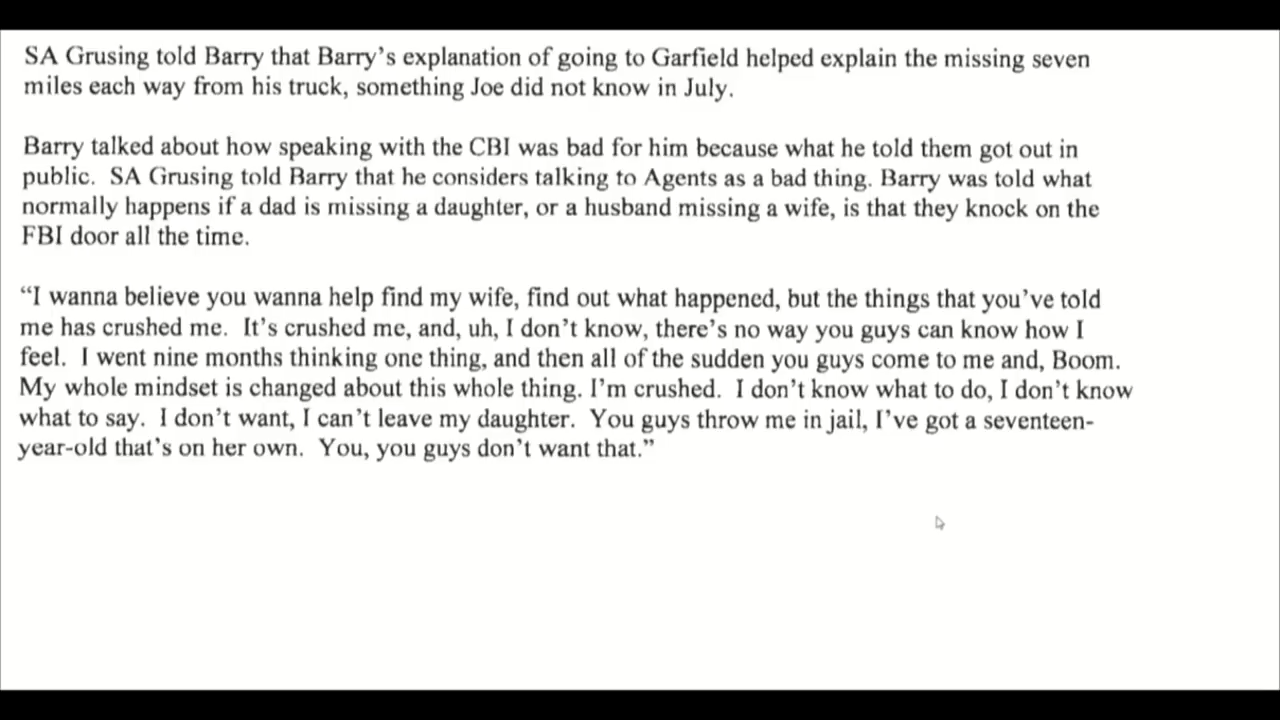 SA Grusing told Barry that Barry's explanation of going to Garfield helped explain the missing seven
miles each way from his truck, something Joe did not know in July.
Barry talked about how speaking with the CBI was bad for him because what he told them got out in
public.  SA Grusing told Barry that he considers talking to Agents as a bad thing. Barry was told what
normally happens if a dad is missing a daughter, or a husband missing a wife, is that they knock on the
FBI door all the time.
“I wanna believe you wanna help find my wife, find out what happened, but the things that you’ve told
me has crushed me.  It’s crushed me, and, uh, I don’t know, there’s no way you guys can know how I
feel.  I went nine months thinking one thing, and then all of the sudden you guys come to me and, Boom.
My whole mindset is changed about this whole thing. I’m crushed.  I don’t know what to do, I don’t know
what to say.  I don’t want, I can’t leave my daughter.  You guys throw me in jail, I’ve got a seventeen-
year-old that’s on her own.  You, you guys don’t want that.”